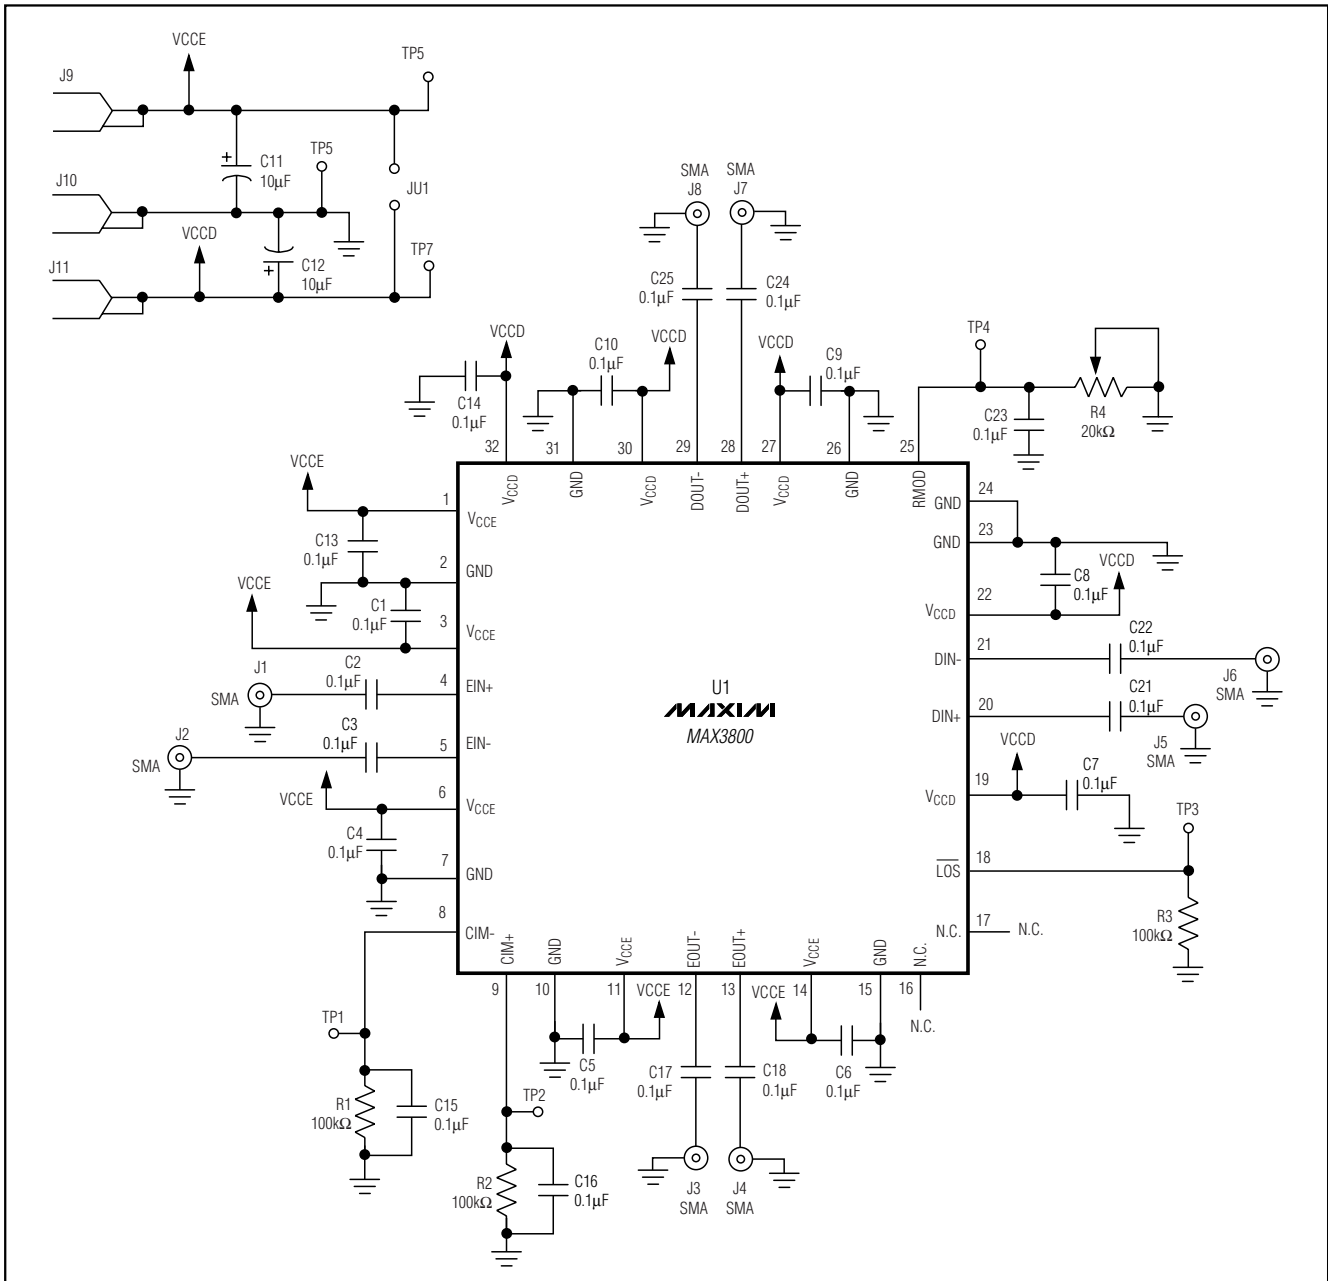 VCCE
TP5
J9
C11
10µF
TP5
J10
JU1
VCCD
TP7
J11
C12
10µF
SMA
J8
SMA
J7
C25
0.1µF
C24
0.1µF
VCCD
C14
0.1µF
C10
0.1µF
VCCD
VCCD
C9
0.1µF
TP4
C23
0.1µF
R4
20kΩ
32
31
30
29
28
27
26
25
VCCD
GND
VCCD
DOUT-
DOUT+
VCCD
GND
RMOD
VCCE
1
VCCE
C13
0.1µF
2
GND
VCCE
C1
0.1µF
3
VCCE
J1
SMA
C2
0.1µF
4
EIN+
J2
SMA
C3
0.1µF
5
EIN-
VCCE
6
VCCE
C4
0.1µF
7
GND
8
CIM-
U1
MAXIM
MAX3800
24
GND
23
GND
C8
0.1µF
VCCD
22
VCCD
21
DIN-
C22
0.1µF
J6
SMA
20
DIN+
C21
0.1µF
J5
SMA
VCCD
19
VCCD
C7
0.1µF
TP3
18
LOS
R3
100kΩ
17
N.C.
N.C.
CIM+
GND
VCCE
EOUT-
EOUT+
VCCE
GND
N.C.
9
10
11
12
13
14
15
16
N.C.
VCCE
VCCE
TP1
C5
0.1µF
C17
0.1µF
C18
0.1µF
C6
0.1µF
R1
100kΩ
C15
0.1µF
TP2
R2
100kΩ
C16
0.1µF
J3
SMA
J4
SMA
+
+